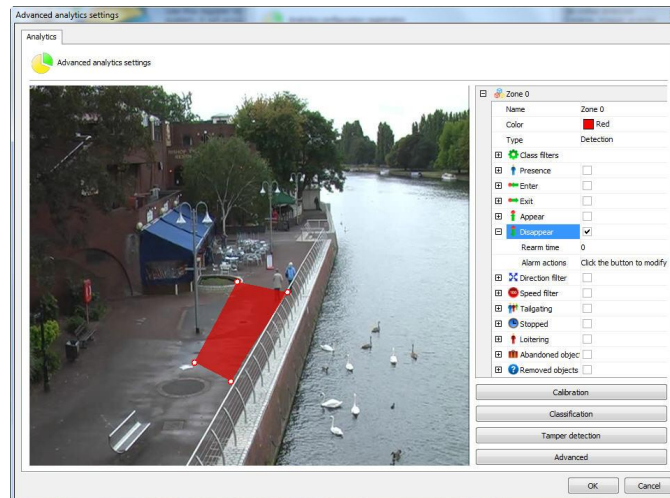 Advanced analytics settings
Analytics
Advanced analytics settings
Zone 0
Name Zone 0
Color Red
Type Detection
Class filters
Presence
Enter
Exit
Appear
Disappear
Rearm time 0
Alarm actions Click the button to modify
Direction filter
Speed filter
Tailgating
Stopped
Loitering
Abandoned objec
Removed objects
Calibration
Classification
Tamper detection
Advanced
OK Cancel